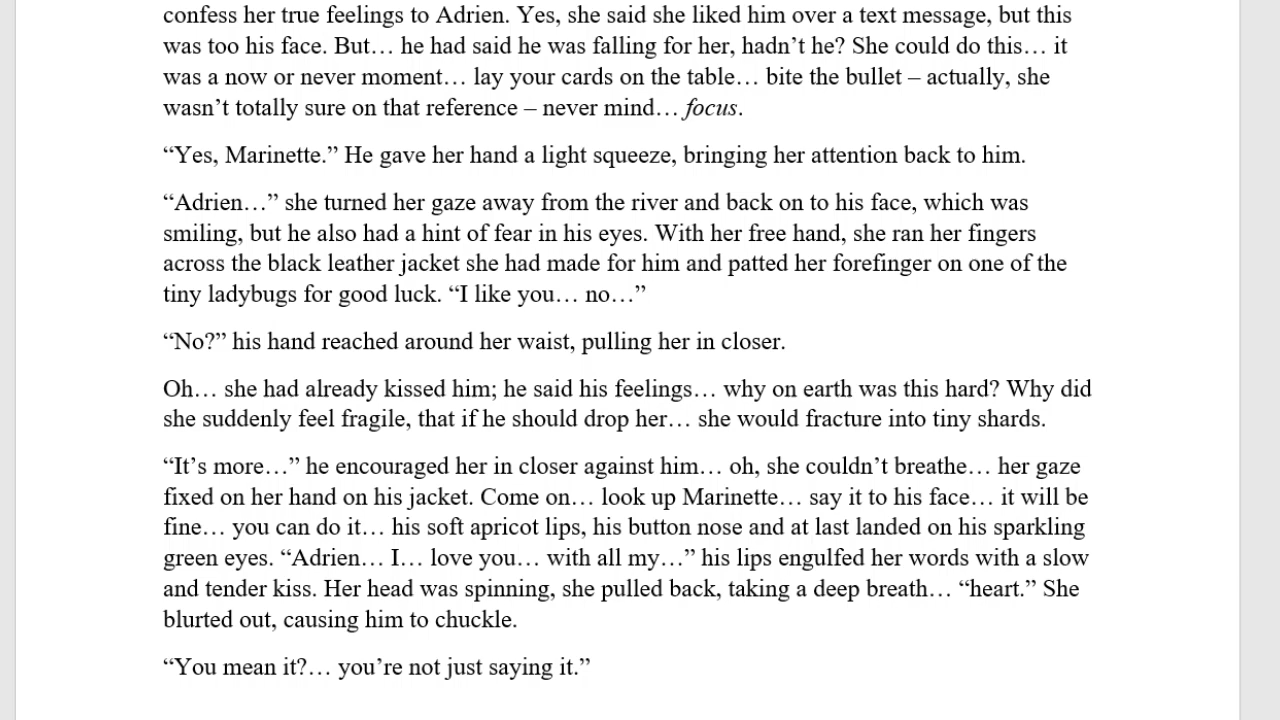 confess her true feelings to Adrien. Yes, she said she liked him over a text message, but this
was too his face. But… he had said he was falling for her, hadn’t he? She could do this… it
was a now or never moment… lay your cards on the table… bite the bullet – actually, she
wasn’t totally sure on that reference – never mind… focus.
“Yes, Marinette.” He gave her hand a light squeeze, bringing her attention back to him.
“Adrien…” she turned her gaze away from the river and back on to his face, which was
smiling, but he also had a hint of fear in his eyes. With her free hand, she ran her fingers
across the black leather jacket she had made for him and patted her forefinger on one of the
tiny ladybugs for good luck. “I like you… no…”
“No?” his hand reached around her waist, pulling her in closer.
Oh… she had already kissed him; he said his feelings… why on earth was this hard? Why did
she suddenly feel fragile, that if he should drop her… she would fracture into tiny shards.
“It’s more…” he encouraged her in closer against him… oh, she couldn’t breathe… her gaze
fixed on her hand on his jacket. Come on… look up Marinette… say it to his face… it will be
fine… you can do it… his soft apricot lips, his button nose and at last landed on his sparkling
green eyes. “Adrien… I… love you… with all my…” his lips engulfed her words with a slow
and tender kiss. Her head was spinning, she pulled back, taking a deep breath… “heart.” She
blurted out, causing him to chuckle.
“You mean it?… you’re not just saying it.”